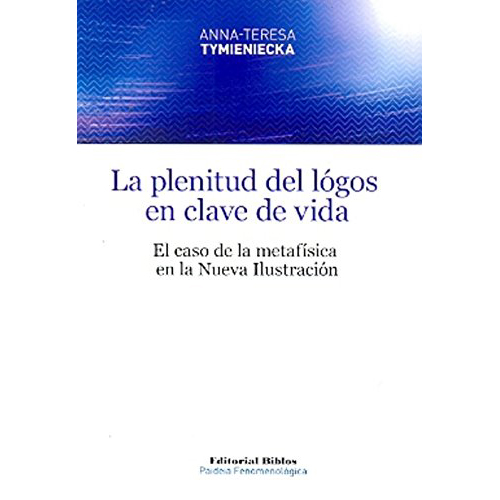 ANNA-TERESA
TYMIENIECKA
La plenitud del lógos
en clave de vida
El caso de la metafísica
en la Nueva Ilustración
Editorial Biblos
Paideia Fenomenológica